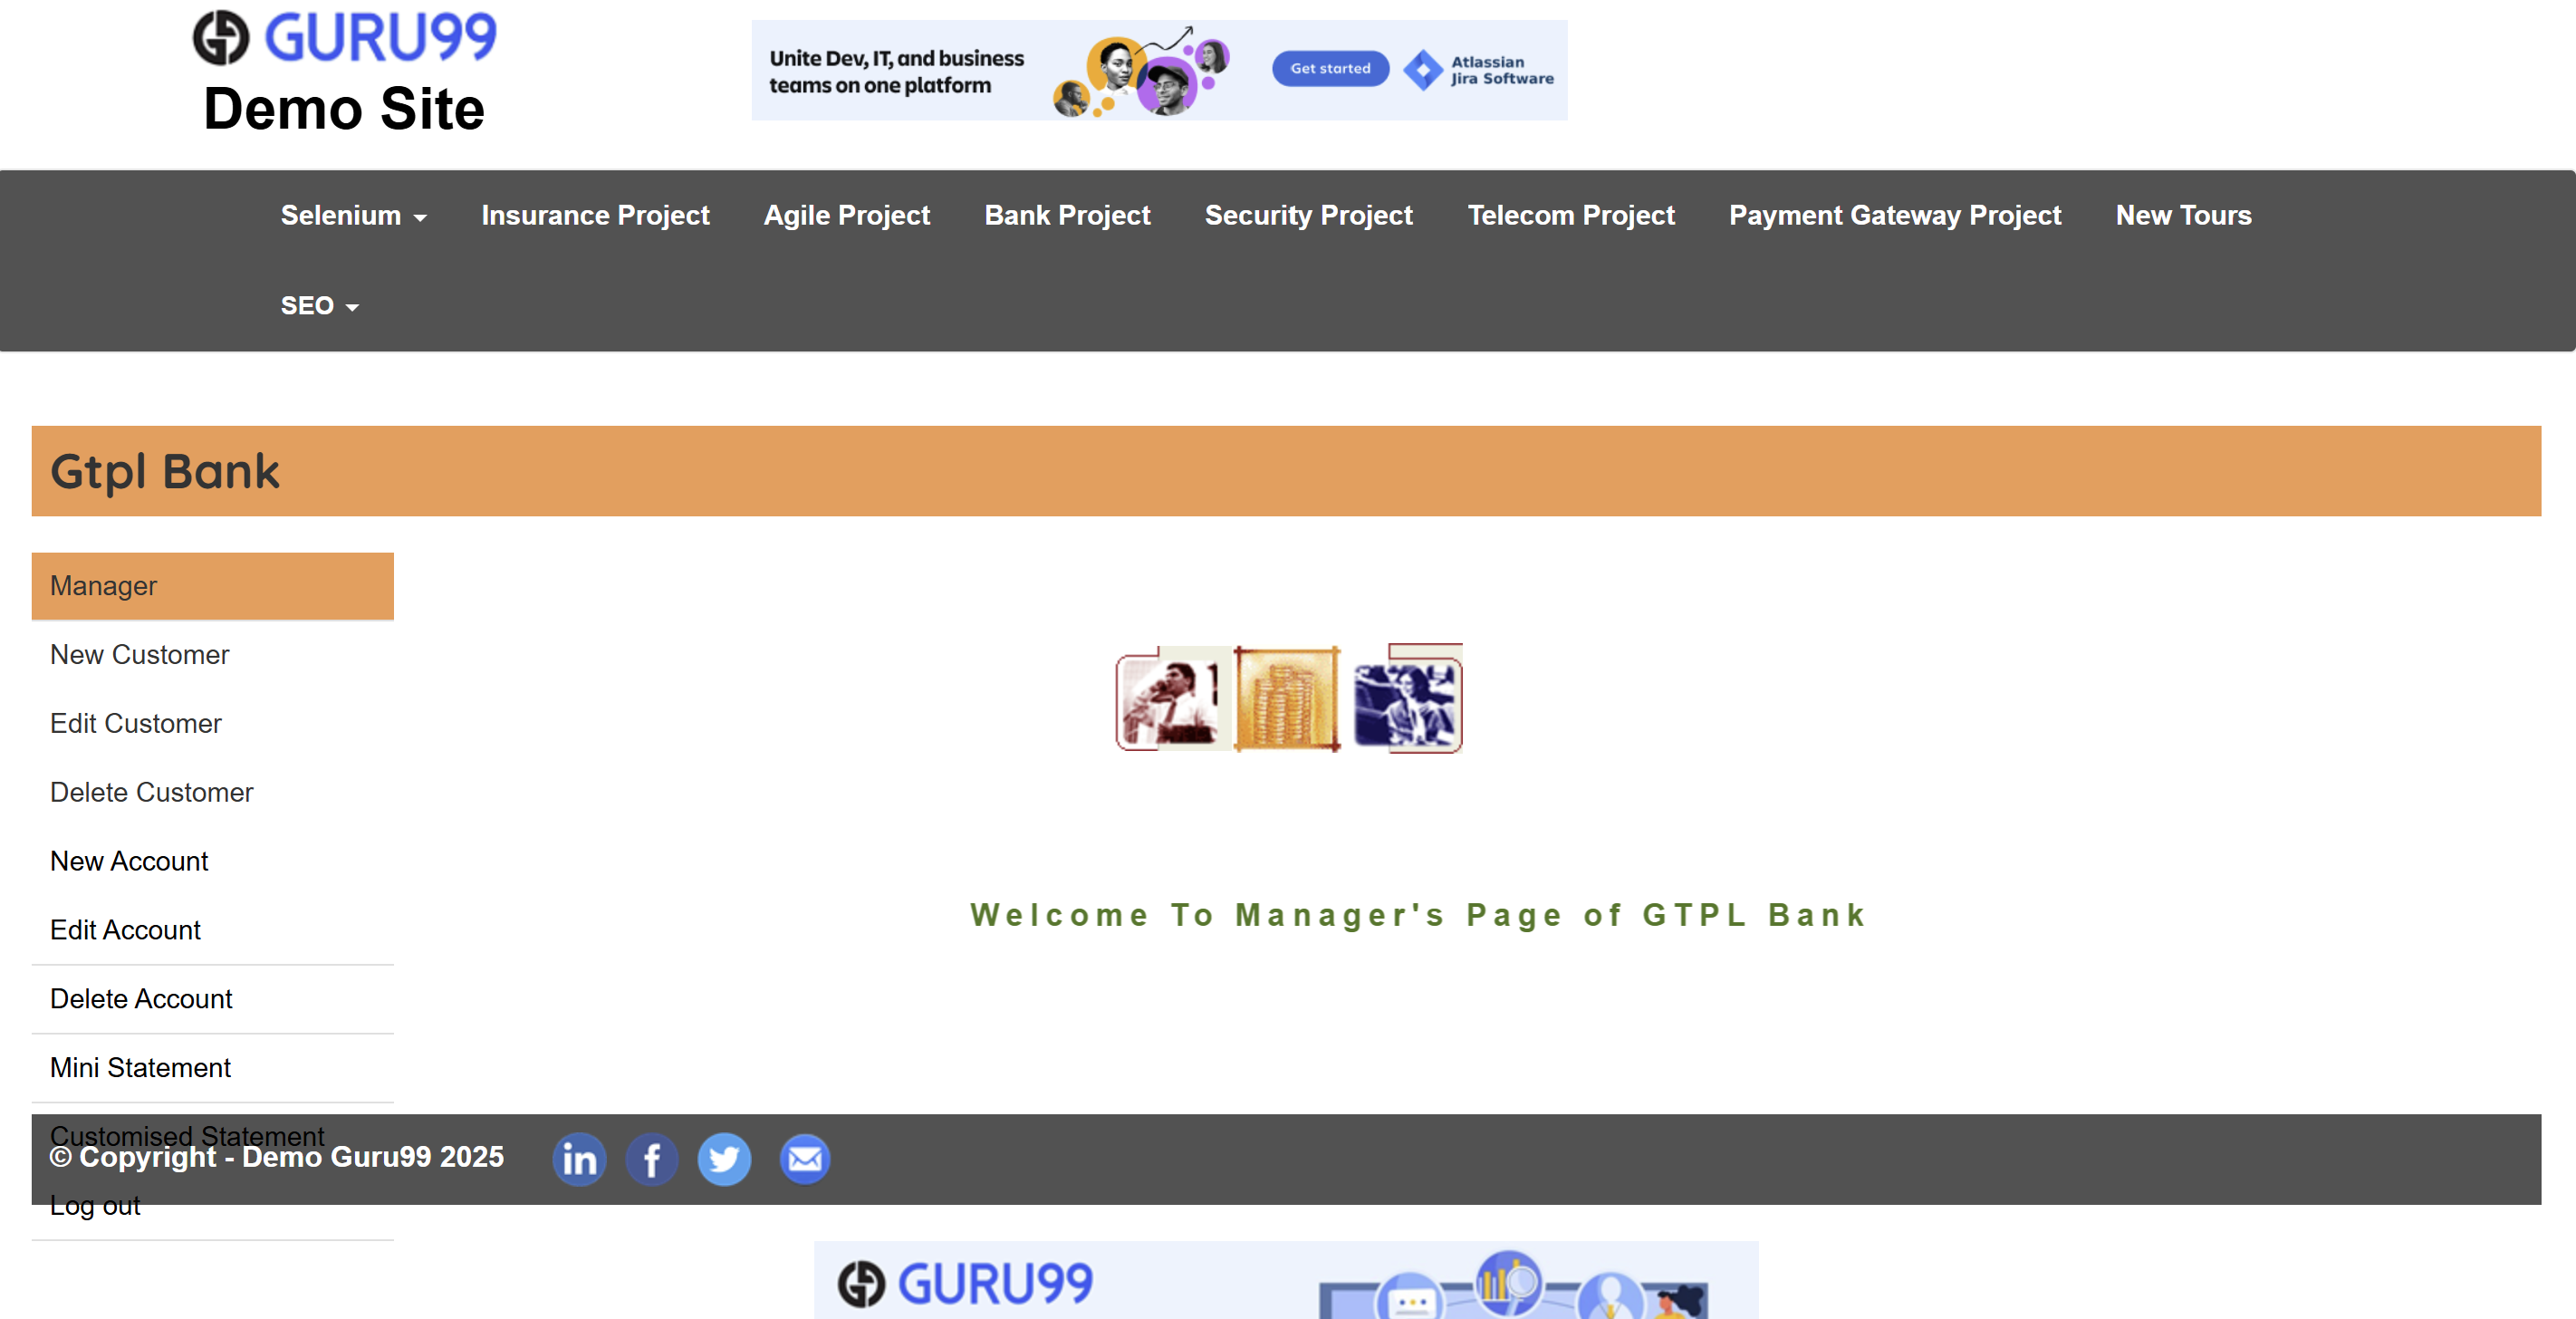 GURU99
Demo Site
Unite Dev, IT, and business
teams on one platform
Get started
Atlassian
Jira Software
Selenium
Insurance Project
Agile Project
Bank Project
Security Project
Telecom Project
Payment Gateway Project
New Tours
SEO
Gtpl Bank
Manager
New Customer
Edit Customer
Delete Customer
New Account
Edit Account
Delete Account
Mini Statement
Customised Statement
Log out
Welcome To Manager's Page of GTPL Bank
© Copyright - Demo Guru99 2025
in
f
GURU99